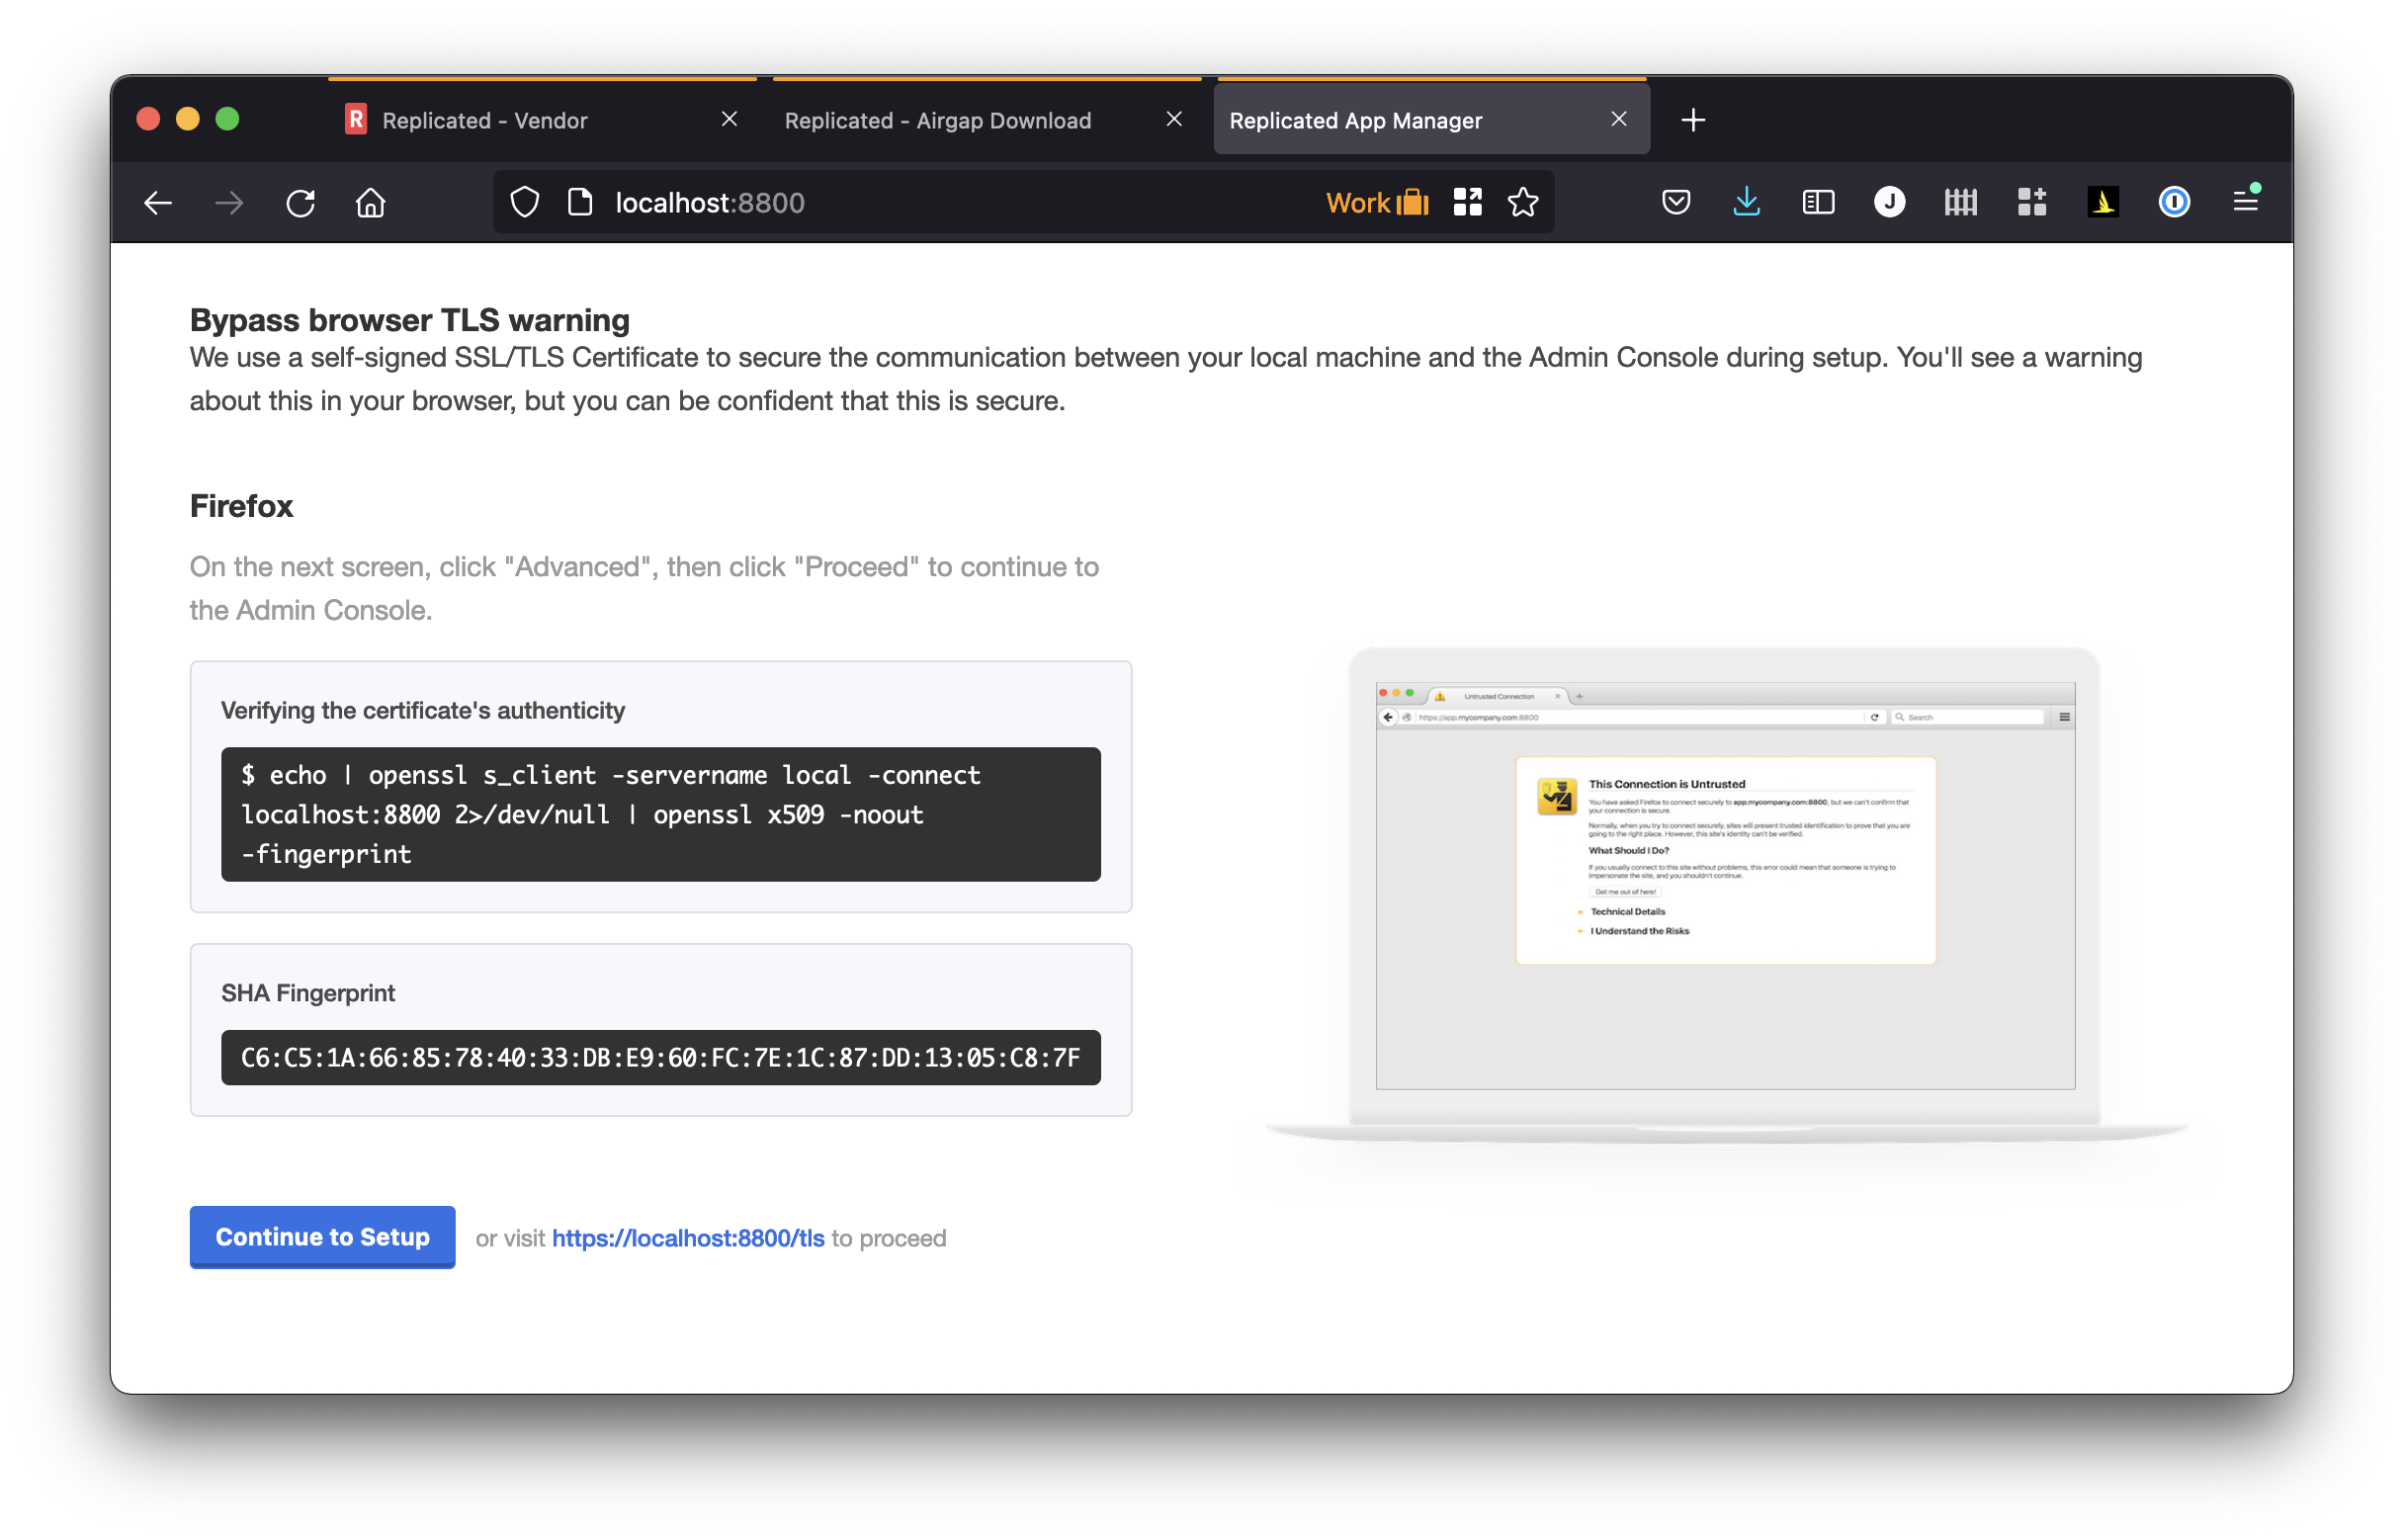 R Replicated - Vendor
Replicated - Airgap Download
Replicated App Manager
localhost:8800
Work
J
Bypass browser TLS warning
We use a self-signed SSL/TLS Certificate to secure the communication between your local machine and the Admin Console during setup. You'll see a warning
about this in your browser, but you can be confident that this is secure.
Firefox
On the next screen, click "Advanced", then click "Proceed" to continue to
the Admin Console.
Verifying the certificate's authenticity
$ echo | openssl s_client -servername local -connect
localhost:8800 2>/dev/null | openssl x509 -noout
-fingerprint
SHA Fingerprint
C6:C5:1A:66:85:78:40:33:DB:E9:60:FC:7E:1C:87:DD:13:05:C8:7F
Continue to Setup
or visit https://localhost:8800/tls to proceed
Untrusted Connection
https://app.mycompany.com:8800
Search
This Connection is Untrusted
You have asked Firefox to connect securely to app.mycompany.com:8800, but we can't confirm that
your connection is secure.
Normally, when you try to connect securely, sites will present trusted identification to prove that you are
going to the right place. However, this site's identity can't be verified.
What Should I Do?
If you usually connect to this site without problems, this error could mean that someone is trying to
impersonate the site, and you shouldn't continue.
Get me out of here!
Technical Details
I Understand the Risks